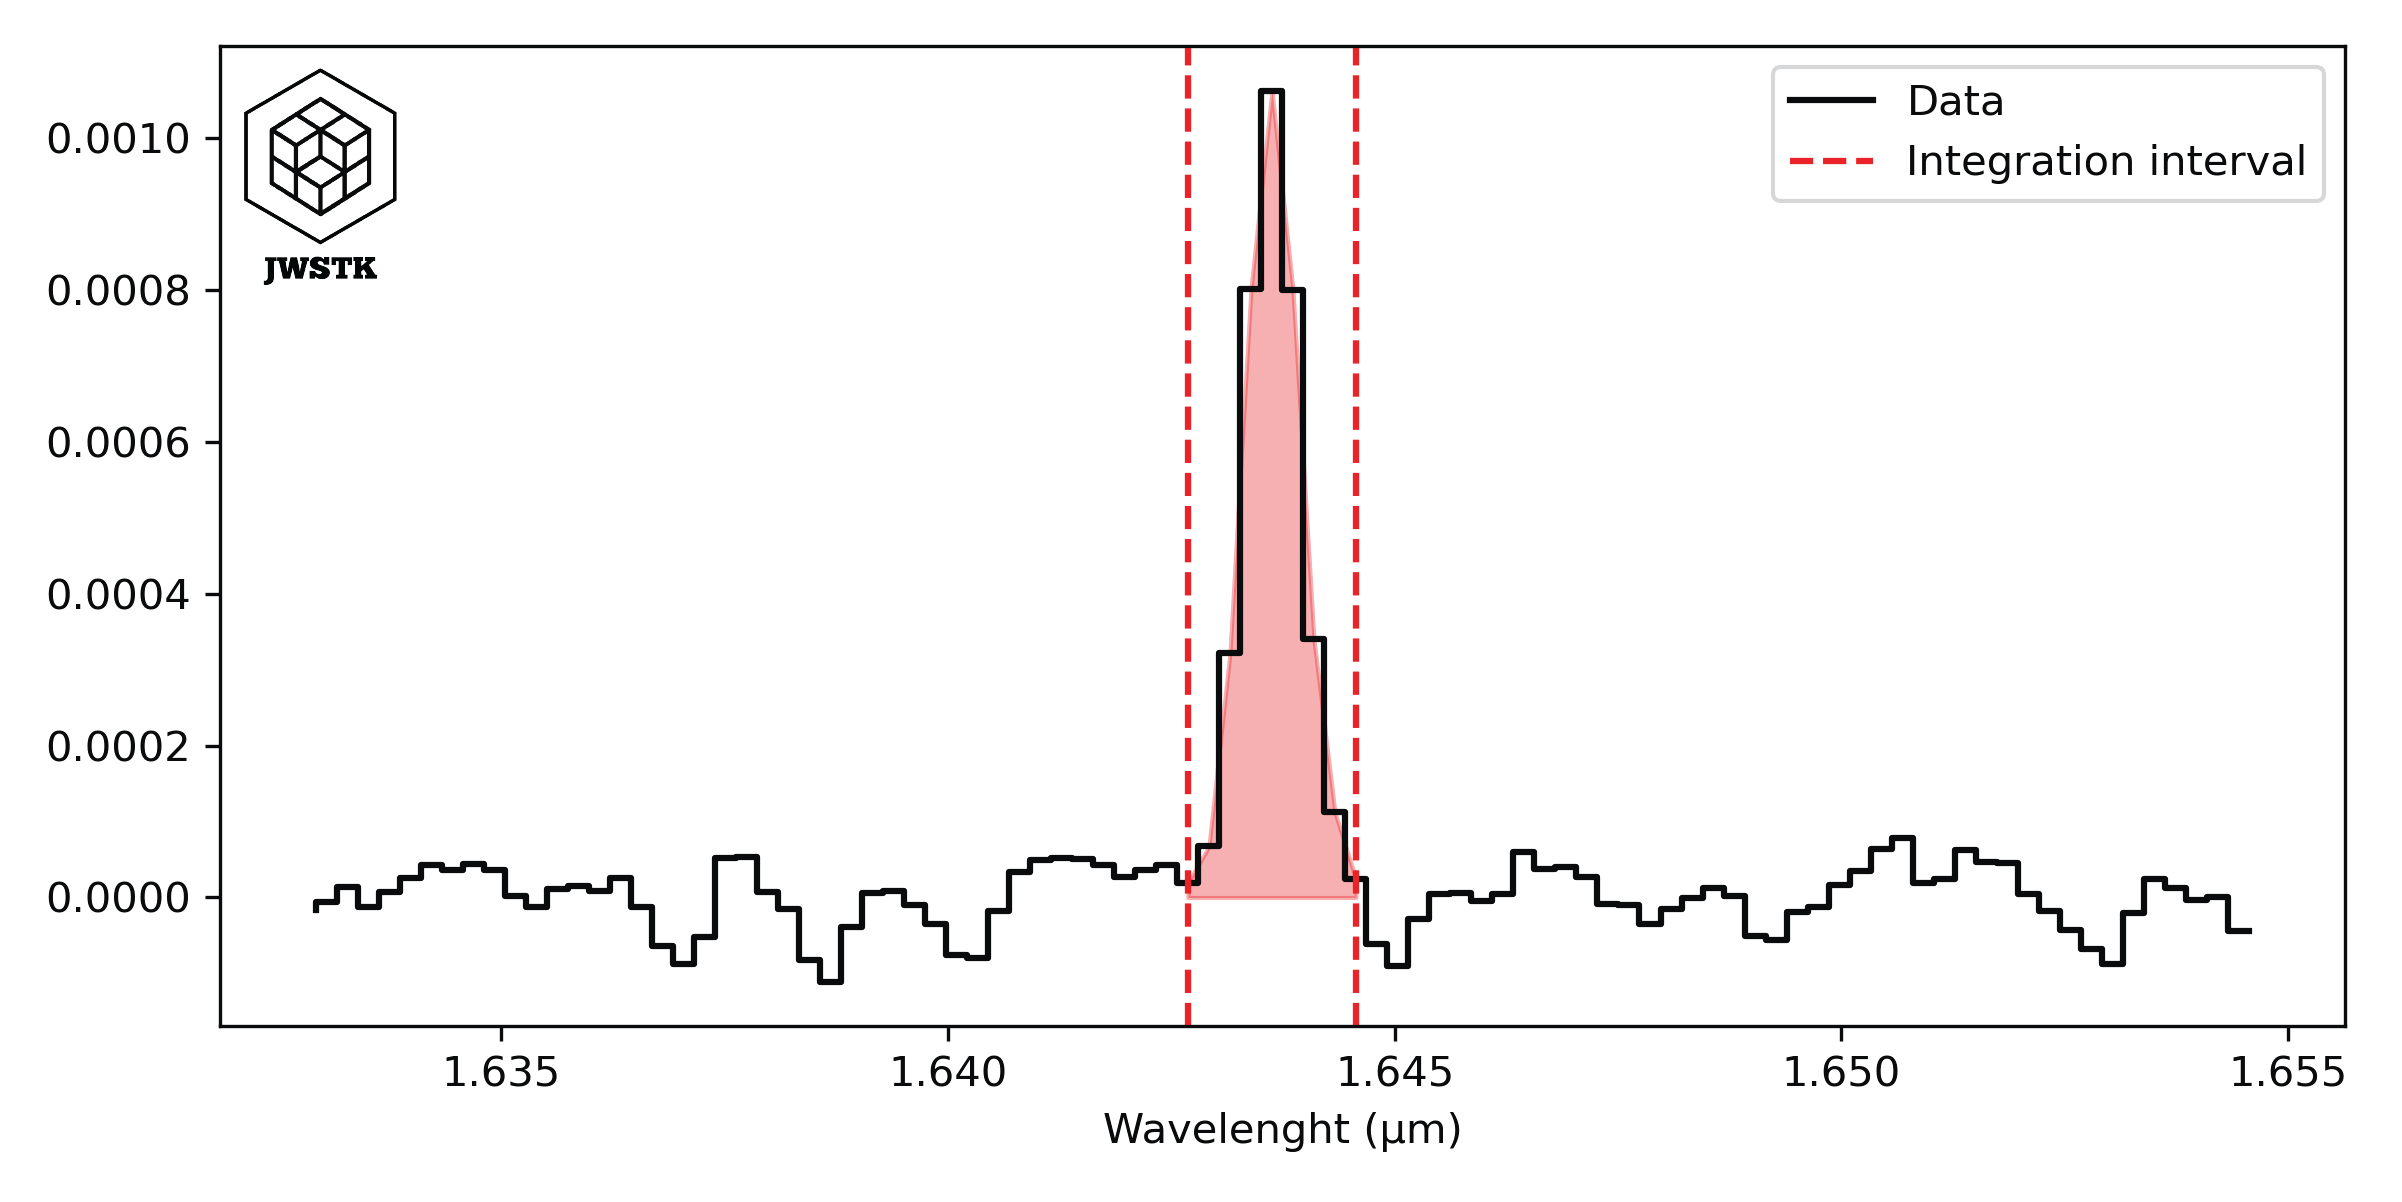 JWSTK
Data
Integration interval
0.0010
0.0008
0.0006
0.0004
0.0002
0.0000
1.635 1.640 1.645 1.650 1.655
Wavelenght (μm)